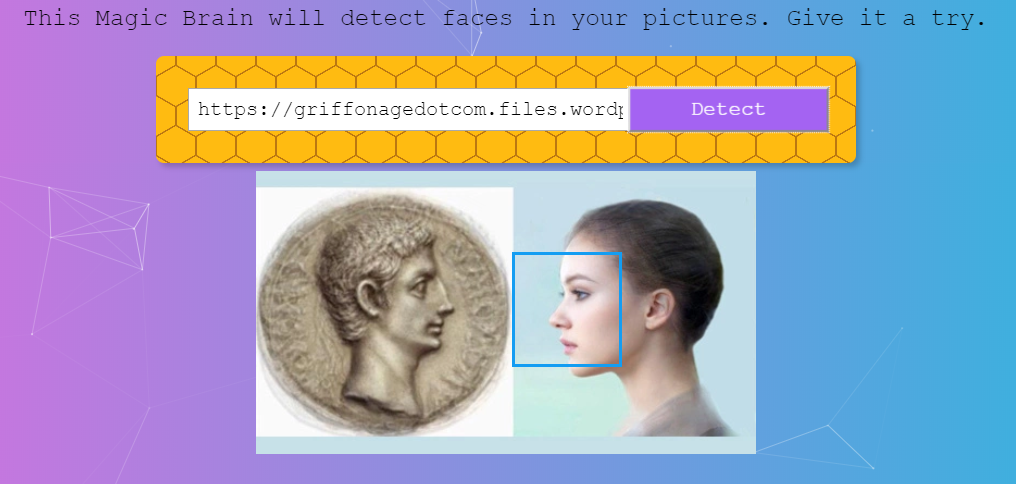 This Magic Brain will detect faces in your pictures. Give it a try.
https://griffonagedotcom.files.wordp
Detect